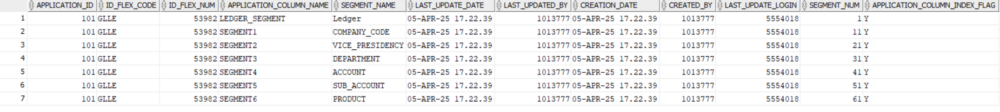 APPLICATION_ID ID_FLEX_CODE ID_FLEX_NUM APPLICATION_COLUMN_NAME SEGMENT_NAME LAST_UPDATE_DATE LAST_UPDATED_BY CREATION_DATE CREATED_BY LAST_UPDATE_LOGIN SEGMENT_NUM APPLICATION_COLUMN_INDEX_FLAG
1 101 GLLE 53982 LEDGER_SEGMENT Ledger 05-APR-25 17.22.39 1013777 05-APR-25 17.22.39 1013777 5554018 1 Y
2 101 GLLE 53982 SEGMENT1 COMPANY_CODE 05-APR-25 17.22.39 1013777 05-APR-25 17.22.39 1013777 5554018 11 Y
3 101 GLLE 53982 SEGMENT2 VICE_PRESIDENCY 05-APR-25 17.22.39 1013777 05-APR-25 17.22.39 1013777 5554018 21 Y
4 101 GLLE 53982 SEGMENT3 DEPARTMENT 05-APR-25 17.22.39 1013777 05-APR-25 17.22.39 1013777 5554018 31 Y
5 101 GLLE 53982 SEGMENT4 ACCOUNT 05-APR-25 17.22.39 1013777 05-APR-25 17.22.39 1013777 5554018 41 Y
6 101 GLLE 53982 SEGMENT5 SUB_ACCOUNT 05-APR-25 17.22.39 1013777 05-APR-25 17.22.39 1013777 5554018 51 Y
7 101 GLLE 53982 SEGMENT6 PRODUCT 05-APR-25 17.22.39 1013777 05-APR-25 17.22.39 1013777 5554018 61 Y